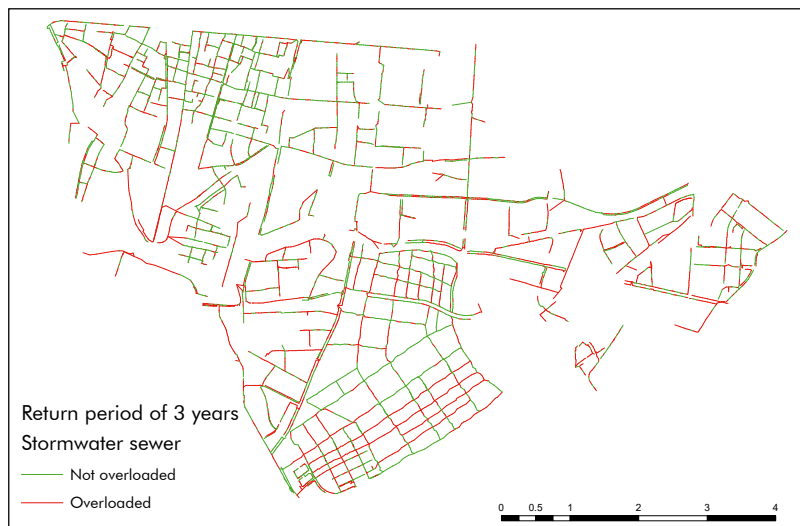 Return period of 3 years
Stormwater sewer
Not overloaded
Overloaded
0 0.5 1 2 3 4